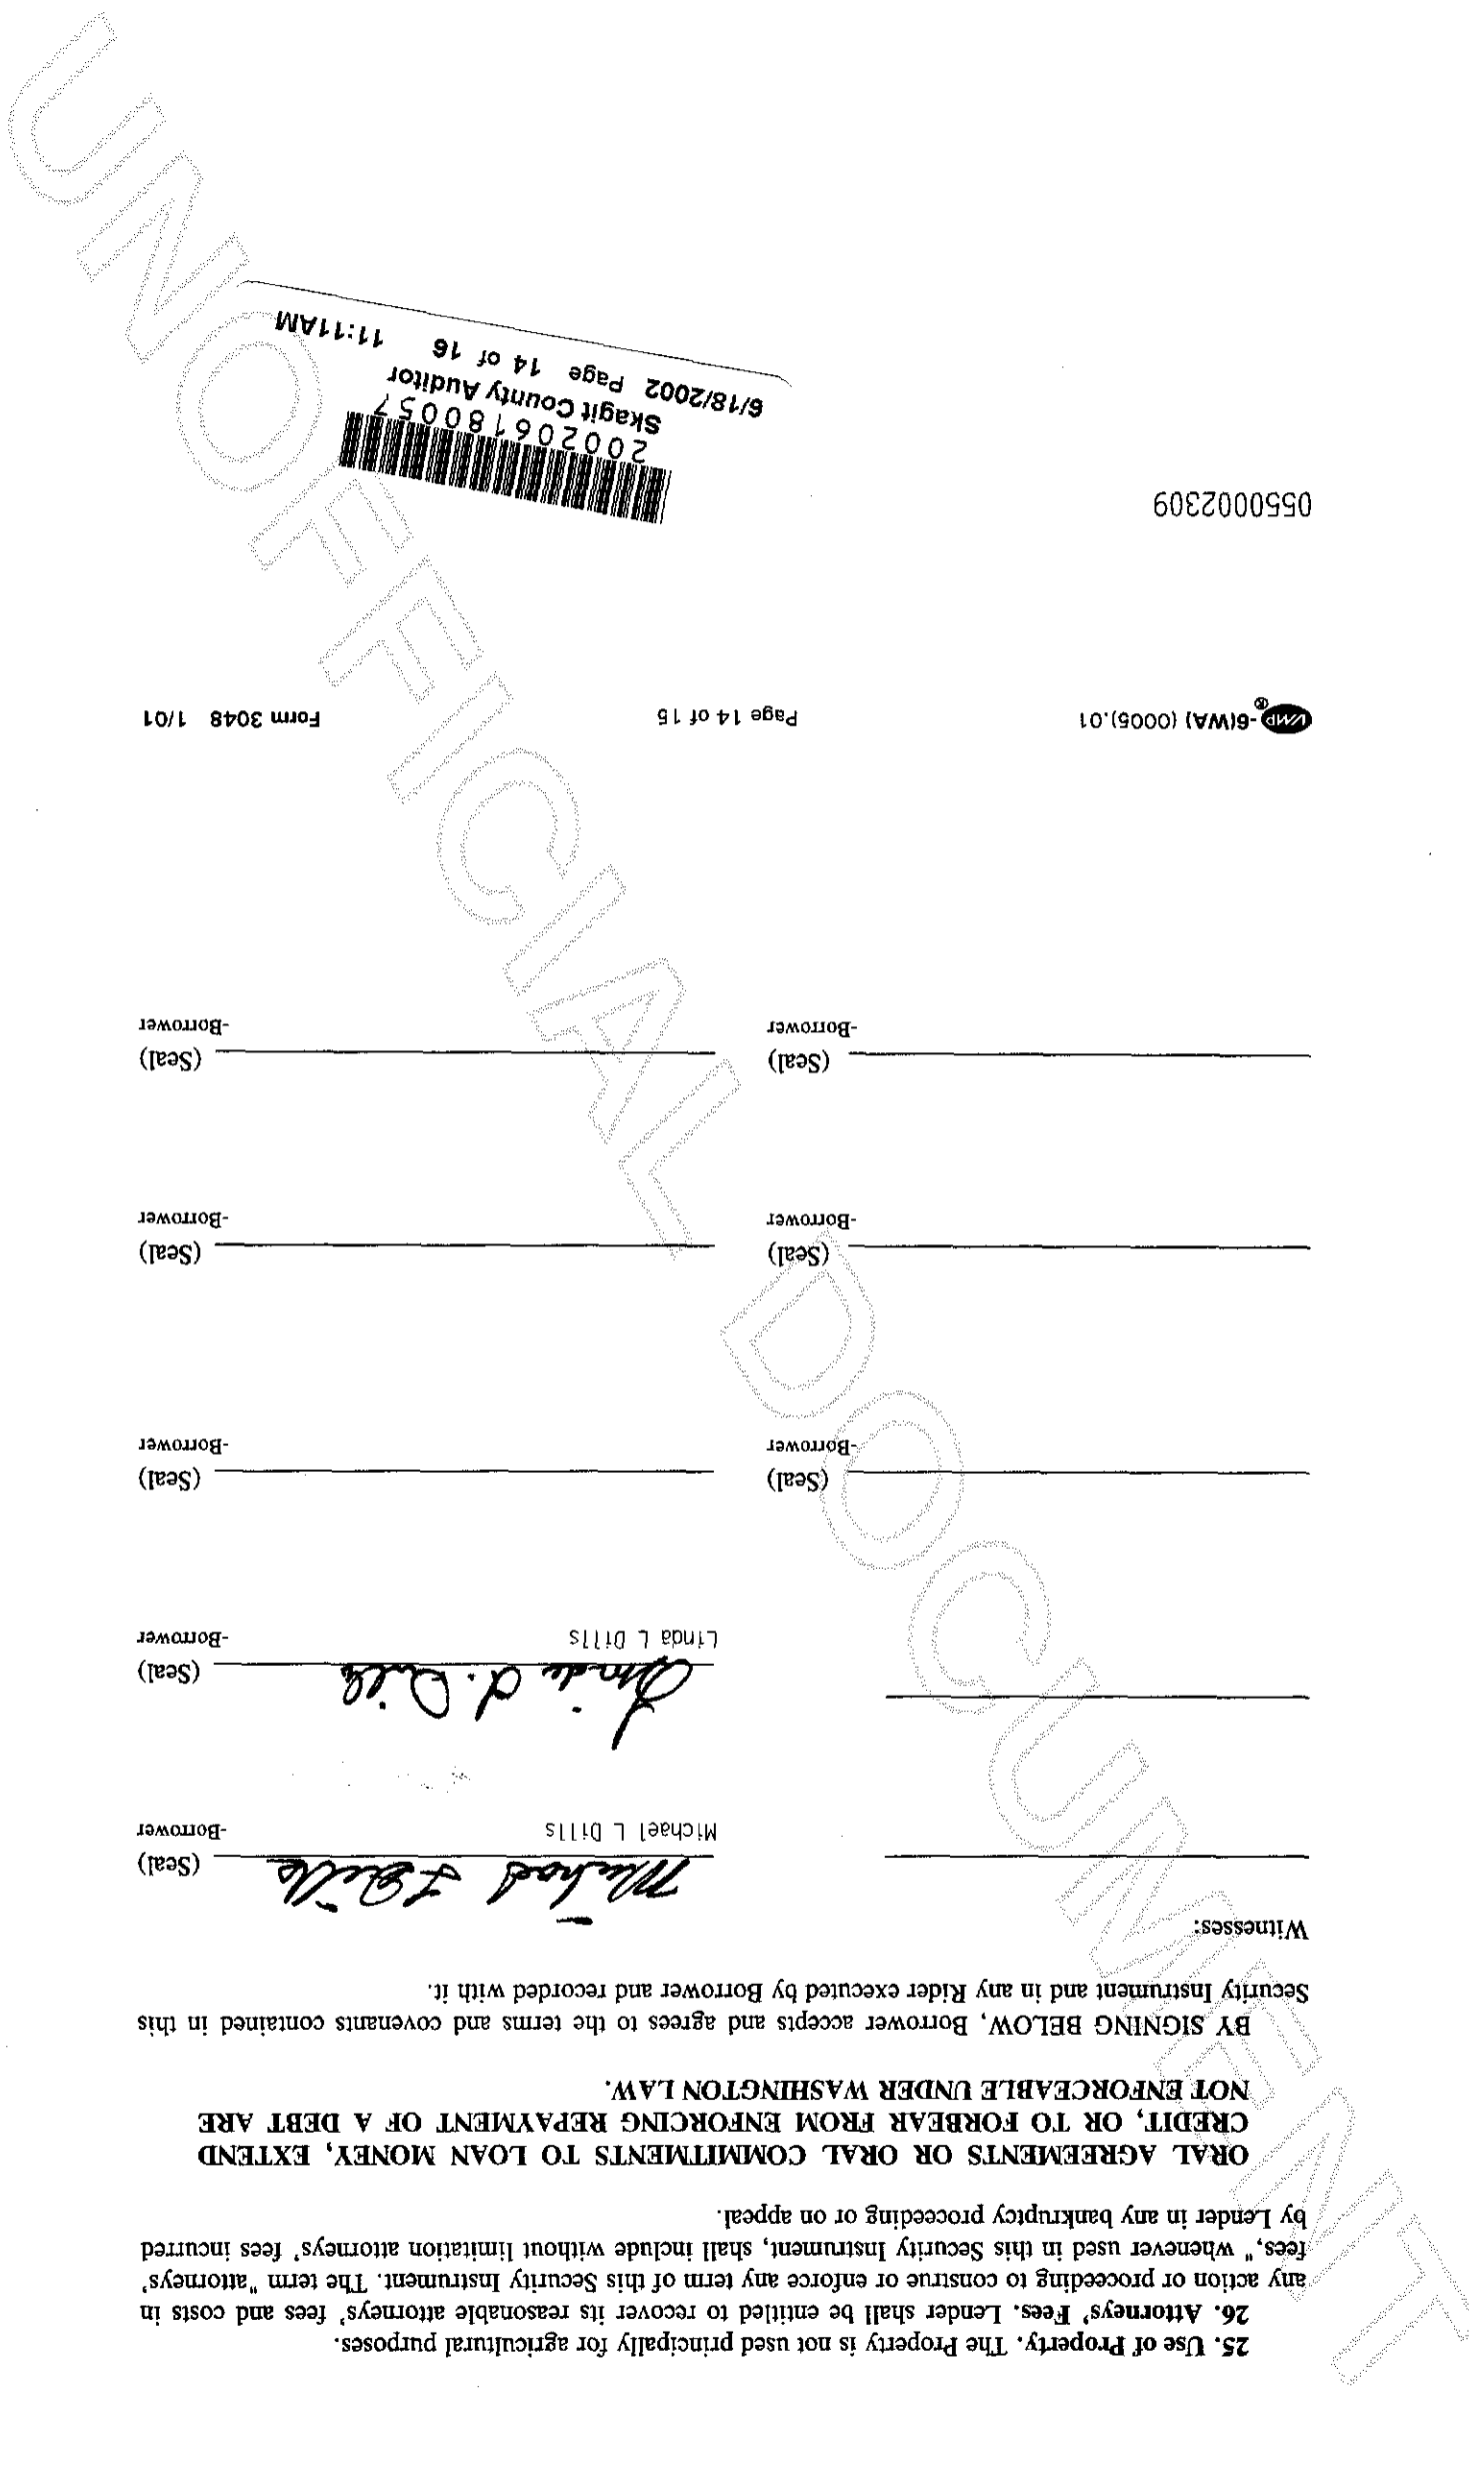 25. Use of Property. The Property is not used principally for agricultural purposes.
26. Attorneys' Fees. Lender shall be entitled to recover its reasonable attorneys' fees and costs in
any action or proceeding to construe or enforce any term of this Security Instrument. The term "attorneys'
fees," whenever used in this Security Instrument, shall include without limitation attorneys' fees incurred
by Lender in any bankruptcy proceeding or on appeal.
ORAL AGREEMENTS OR ORAL COMMITMENTS TO LOAN MONEY, EXTEND
CREDIT, OR TO FORBEAR FROM ENFORCING REPAYMENT OF A DEBT ARE
NOT ENFORCEABLE UNDER WASHINGTON LAW.
BY SIGNING BELOW, Borrower accepts and agrees to the terms and covenants contained in this
Security Instrument and in any Rider executed by Borrower and recorded with it.
Witnesses:
Michael L Dills (Seal)
Michael L Dills -Borrower
Linda L. Dills (Seal)
Linda L Dills -Borrower
(Seal) (Seal)
-Borrower -Borrower
(Seal) (Seal)
-Borrower -Borrower
(Seal) (Seal)
-Borrower -Borrower
VMP®-6(WA) (0005).01 Page 14 of 15 Form 3048 1/01
0550002309
200206180057
Skagit County Auditor
6/18/2002 Page 14 of 16 11:11AM
UNOFFICIAL DOCUMENT